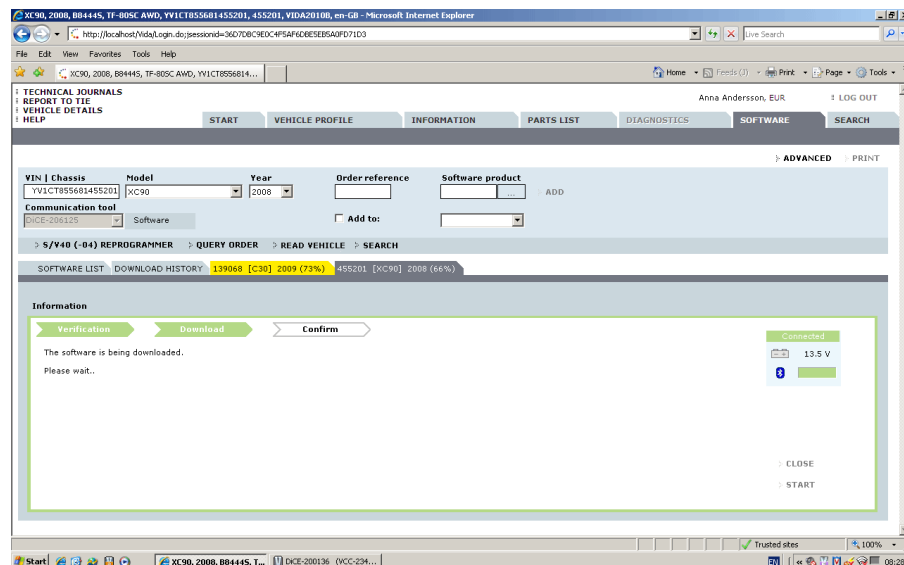 XC90, 2008, B8444S, TF-80SC AWD, YV1CT855681455201, 455201, VIDA2010B, en-GB - Microsoft Internet Explorer
http://localhost/Vida/Login.do;jsessionid=36D7DBC9E0C4F5AF6DBE5EB5A0FD71D3
Live Search
File Edit View Favorites Tools Help
XC90, 2008, B8444S, TF-80SC AWD, YV1CT8556814...
Home Feeds (J) Print Page Tools
TECHNICAL JOURNALS
REPORT TO TIE
VEHICLE DETAILS
HELP
Anna Andersson, EUR LOG OUT
START VEHICLE PROFILE INFORMATION PARTS LIST DIAGNOSTICS SOFTWARE SEARCH
ADVANCED PRINT
VIN | Chassis Model Year Order reference Software product
YV1CT855681455201 XC90 2008 ... ADD
Communication tool
DiCE-206125 Software Add to:
S/V40 (-04) REPROGRAMMER QUERY ORDER READ VEHICLE SEARCH
SOFTWARE LIST DOWNLOAD HISTORY 139068 [C30] 2009 (73%) 455201 [XC90] 2008 (66%)
Information
Verification Download Confirm
Connected
The software is being downloaded.
13.5 V
Please wait..
CLOSE
START
Trusted sites 100%
Start XC90, 2008, B8444S, T... DiCE-200136 (VCC-234... EN 08:28